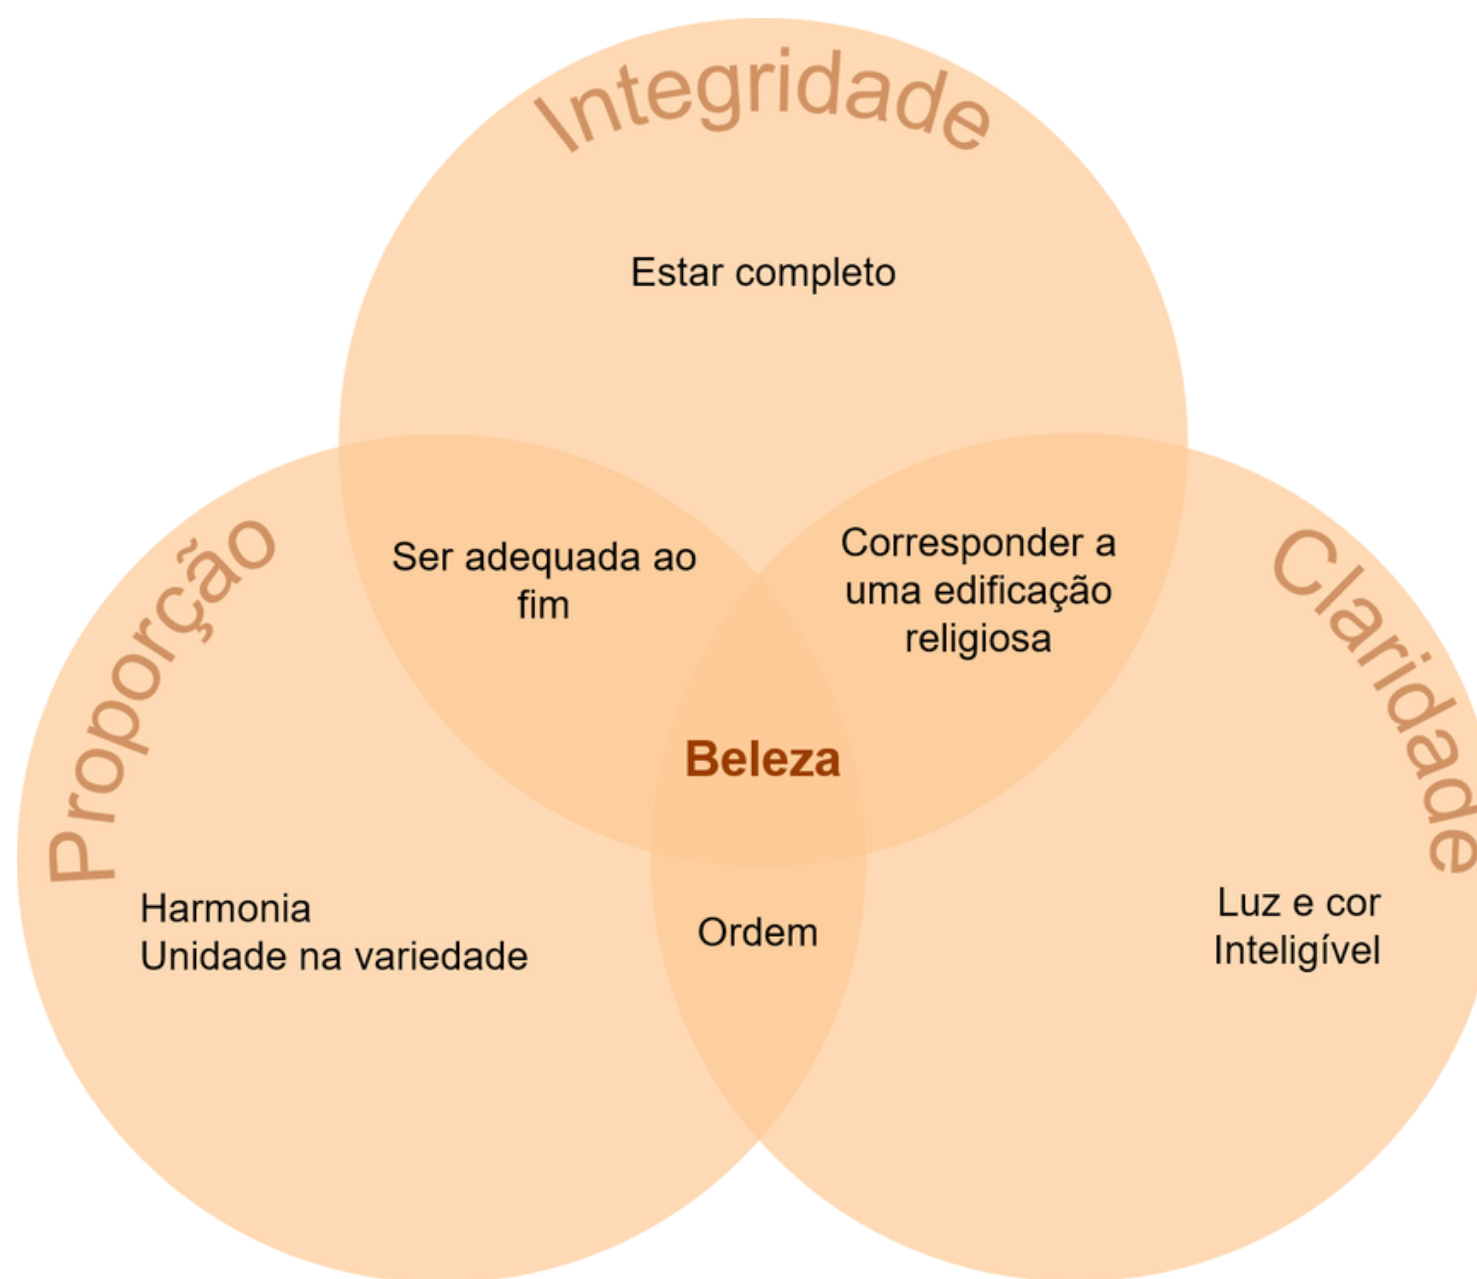 Integridade
Estar completo
Proporção
Ser adequada ao
fim
Corresponder a
uma edificação
religiosa
Claridade
Beleza
Harmonia
Unidade na variedade
Ordem
Luz e cor
Inteligível